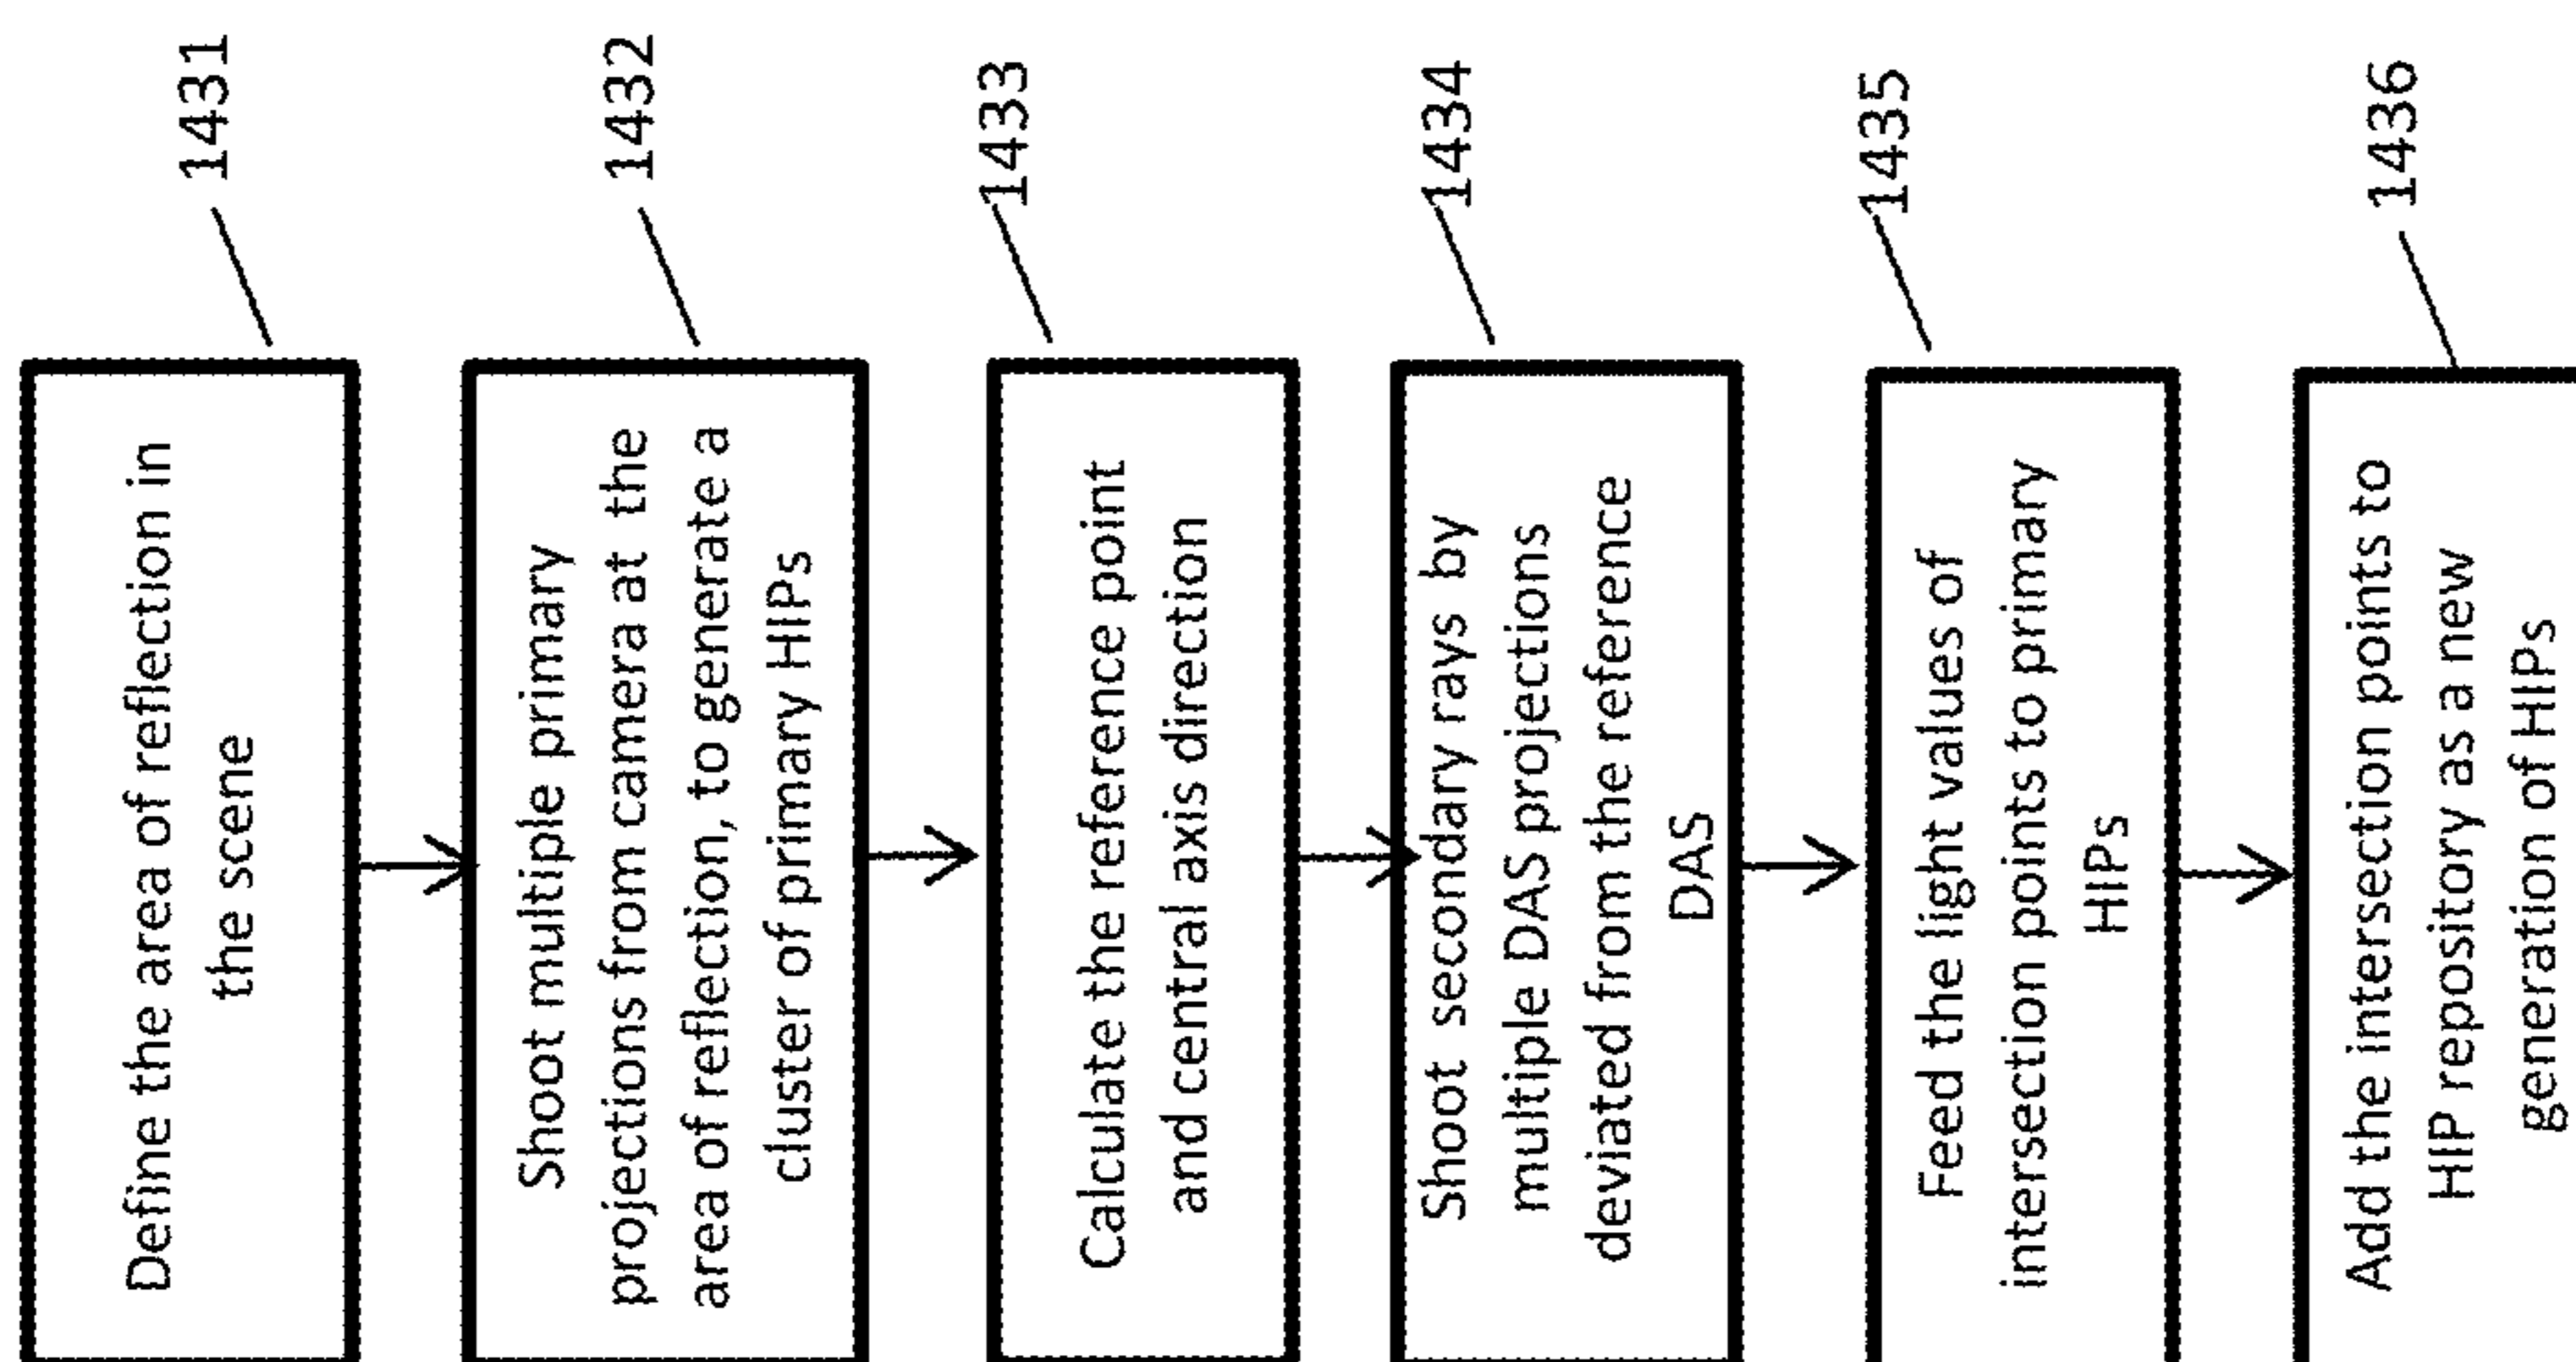 Define the area of reflection in
the scene
1431
Shoot multiple primary
projections from camera at the
area of reflection, to generate a
cluster of primary HIPs
1432
Calculate the reference point
and central axis direction
1433
Shoot secondary rays by
multiple DAS projections
deviated from the reference
DAS
1434
Feed the light values of
intersection points to primary
HIPs
1435
Add the intersection points to
HIP repository as a new
generation of HIPs
1436